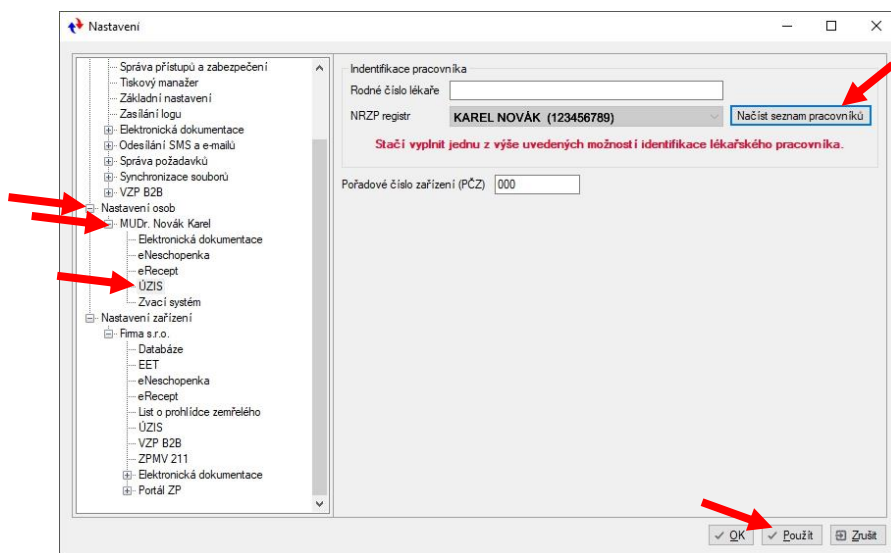 Nastavení
Správa přístupů a zabezpečení
Tiskový manažer
Základní nastavení
Zasílání logu
Elektronická dokumentace
Odesílání SMS a e-mailů
Správa požadavků
Synchronizace souborů
VZP B2B
Nastavení osob
MUDr. Novák Karel
Elektronická dokumentace
eNeschopenka
eRecept
ÚZIS
Zvací systém
Nastavení zařízení
Firma s.r.o.
Databáze
EET
eNeschopenka
eRecept
List o prohlídce zemřelého
ÚZIS
VZP B2B
ZPMV 211
Elektronická dokumentace
Portál ZP
Indentifikace pracovníka
Rodné číslo lékaře
NRZP registr KAREL NOVÁK (123456789) Načíst seznam pracovníků
Stačí vyplnit jednu z výše uvedených možností identifikace lékařského pracovníka.
Pořadové číslo zařízení (PČZ) 000
OK Použít Zrušit